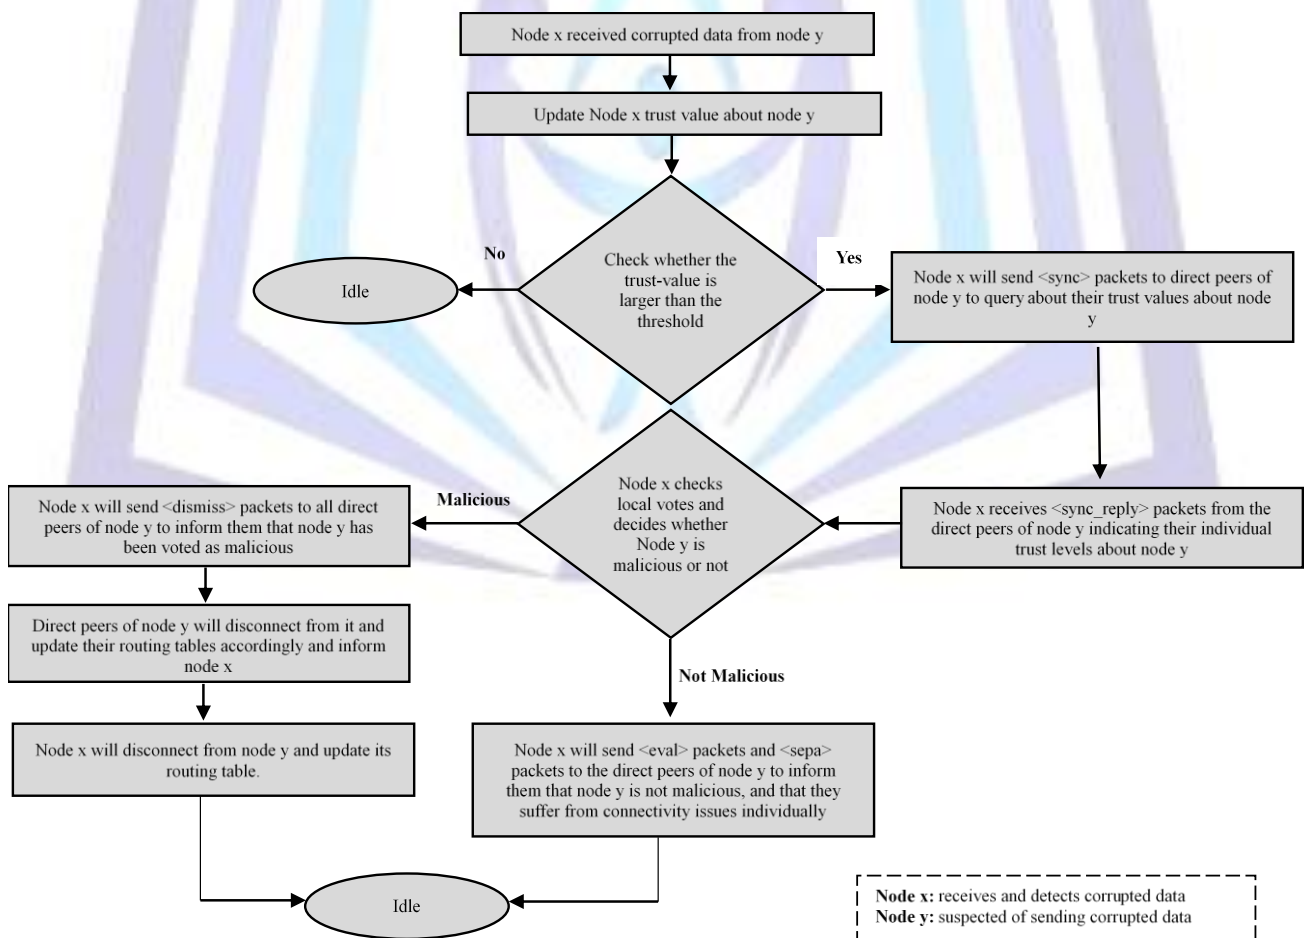 Node x received corrupted data from node y
Update Node x trust value about node y
Check whether the
trust-value is
larger than the
threshold
No
Yes
Idle
Node x will send <sync> packets to direct peers of
node y to query about their trust values about node
y
Node x checks
local votes and
decides whether
Node y is
malicious or not
Node x receives <sync_reply> packets from the
direct peers of node y indicating their individual
trust levels about node y
Malicious
Node x will send <dismiss> packets to all direct
peers of node y to inform them that node y has
been voted as malicious
Direct peers of node y will disconnect from it and
update their routing tables accordingly and inform
node x
Not Malicious
Node x will disconnect from node y and update its
routing table.
Node x will send <eval> packets and <sepa>
packets to the direct peers of node y to inform
them that node y is not malicious, and that they
suffer from connectivity issues individually
Idle
Node x: receives and detects corrupted data
Node y: suspected of sending corrupted data